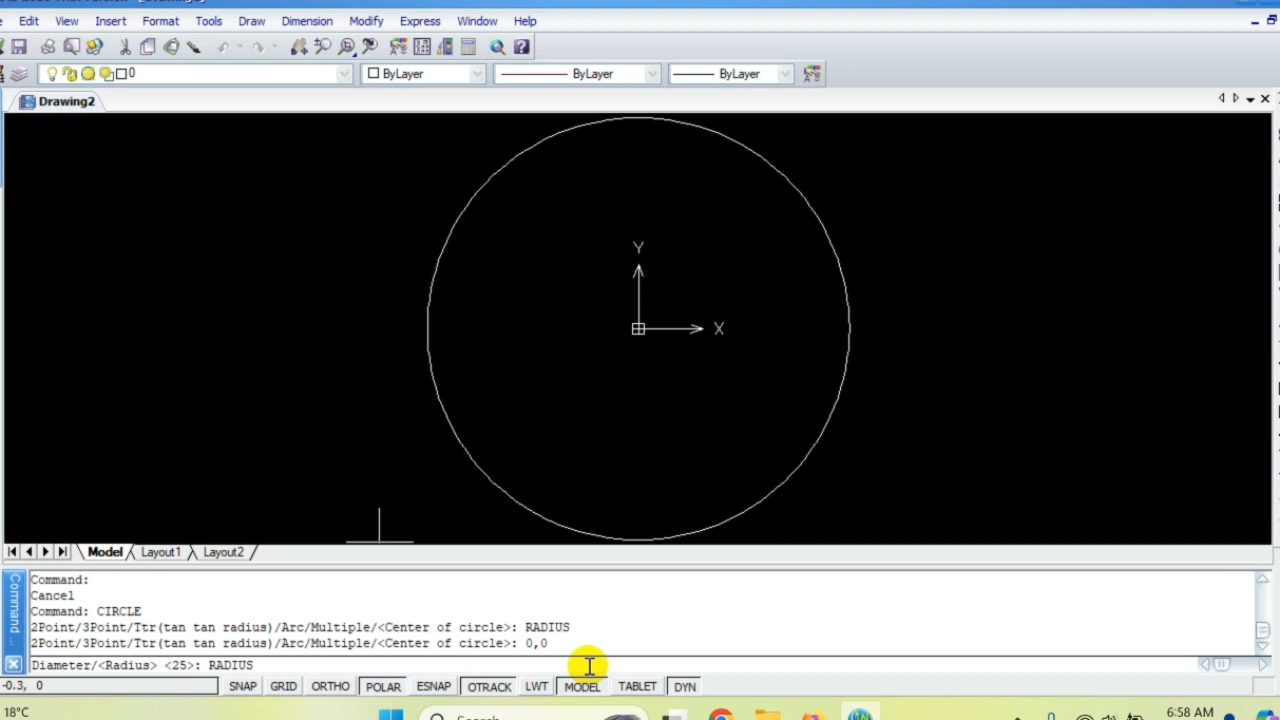 Edit View Insert Format Tools Draw Dimension Modify Express Window Help
0 ByLayer ByLayer ByLayer
Drawing2
Y
X
Model Layout1 Layout2
Command:
Cancel
Command: CIRCLE
2Point/3Point/Ttr(tan tan radius)/Arc/Multiple/<Center of circle>: RADIUS
2Point/3Point/Ttr(tan tan radius)/Arc/Multiple/<Center of circle>: 0,0
Command ...
Diameter/<Radius> <25>: RADIUS
-0.3, 0 SNAP GRID ORTHO POLAR ESNAP OTRACK LWT MODEL TABLET DYN
18°C Search 6:58 AM